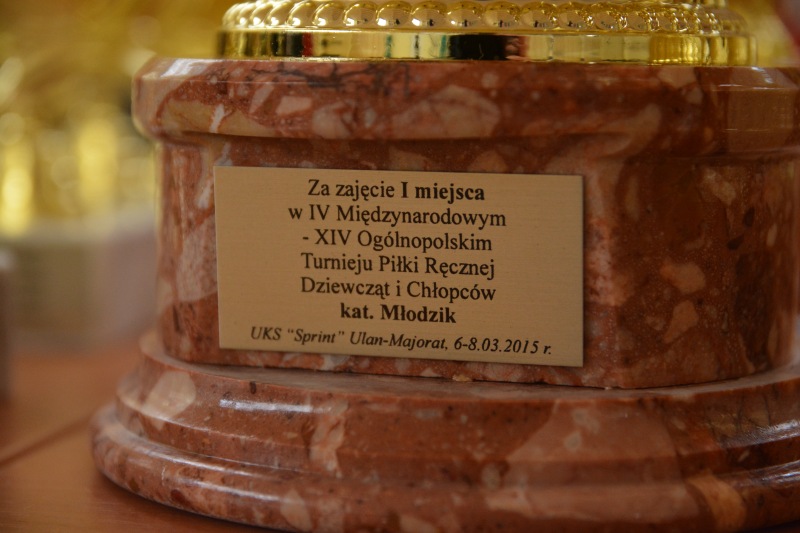 Za zajęcie I miejsca
w IV Międzynarodowym
- XIV Ogólnopolskim
Turnieju Piłki Ręcznej
Dziewcząt i Chłopców
kat. Młodzik
UKS "Sprint" Ulan-Majorat, 6-8.03.2015 r.